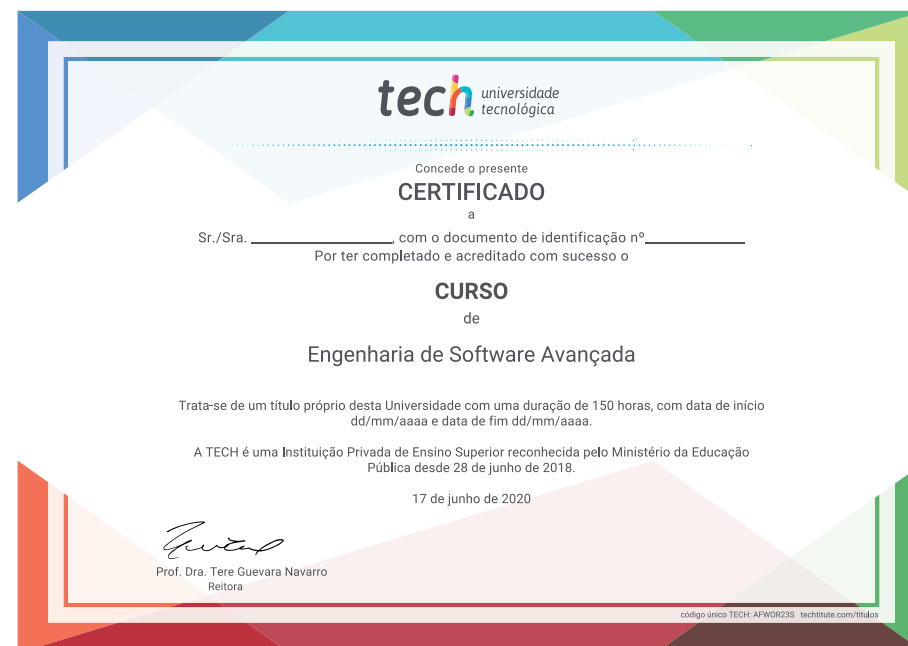 tech universidade
tecnológica
Concede o presente
CERTIFICADO
a
Sr./Sra. ____________________, com o documento de identificação nº______________
Por ter completado e acreditado com sucesso o
CURSO
de
Engenharia de Software Avançada
Trata-se de um título próprio desta Universidade com uma duração de 150 horas, com data de início
dd/mm/aaaa e data de fim dd/mm/aaaa.
A TECH é uma Instituição Privada de Ensino Superior reconhecida pelo Ministério da Educação
Pública desde 28 de junho de 2018.
17 de junho de 2020
Prof. Dra. Tere Guevara Navarro
Reitora
código único TECH: AFWOR23S techtitute.com/titulos